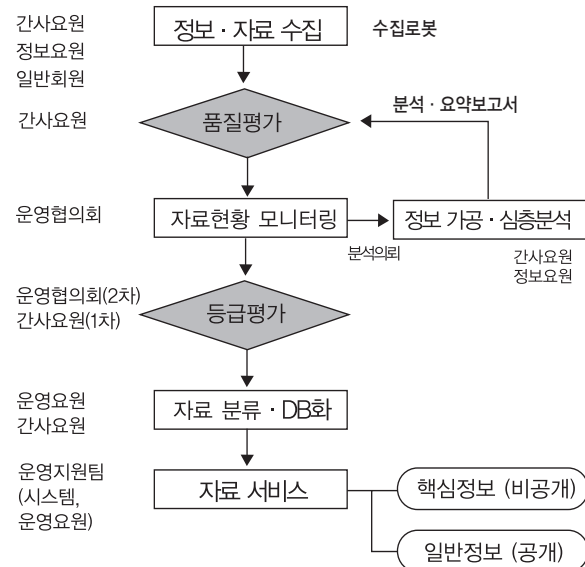 간사요원
정보요원
일반회원
정보 · 자료 수집
수집로봇
간사요원
품질평가
분석 · 요약보고서
운영협의회
자료현황 모니터링
분석의뢰
정보 가공 · 심층분석
간사요원
정보요원
운영협의회(2차)
간사요원(1차)
등급평가
운영요원
간사요원
자료 분류 · DB화
운영지원팀
(시스템,
운영요원)
자료 서비스
핵심정보 (비공개)
일반정보 (공개)